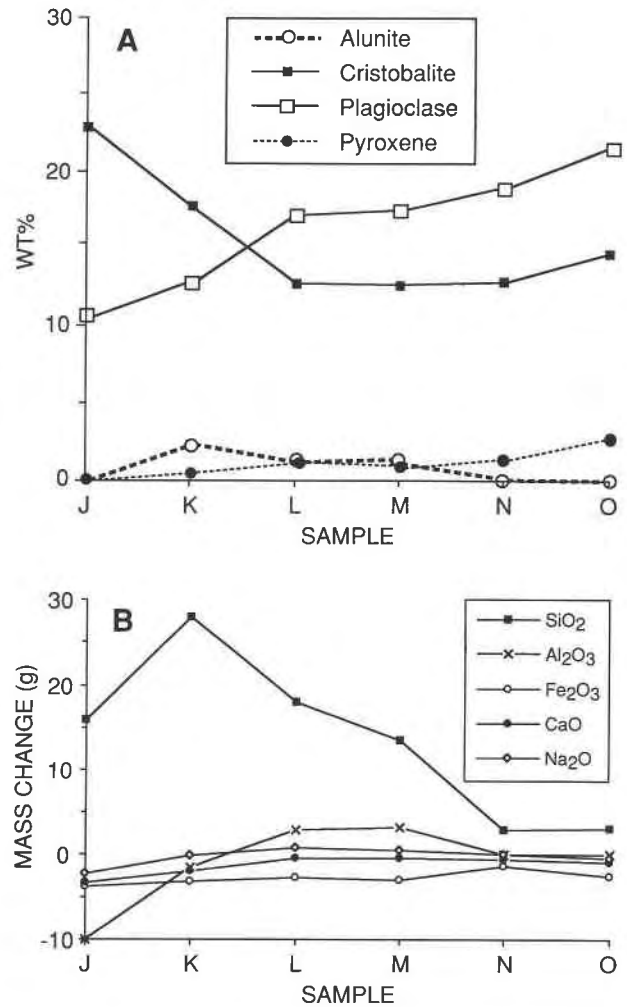 A
Alunite
Cristobalite
Plagioclase
Pyroxene
30
20
10
0
WT%
J K L M N O
SAMPLE
B
SiO2
Al2O3
Fe2O3
CaO
Na2O
30
20
10
0
-10
MASS CHANGE (g)
J K L M N O
SAMPLE